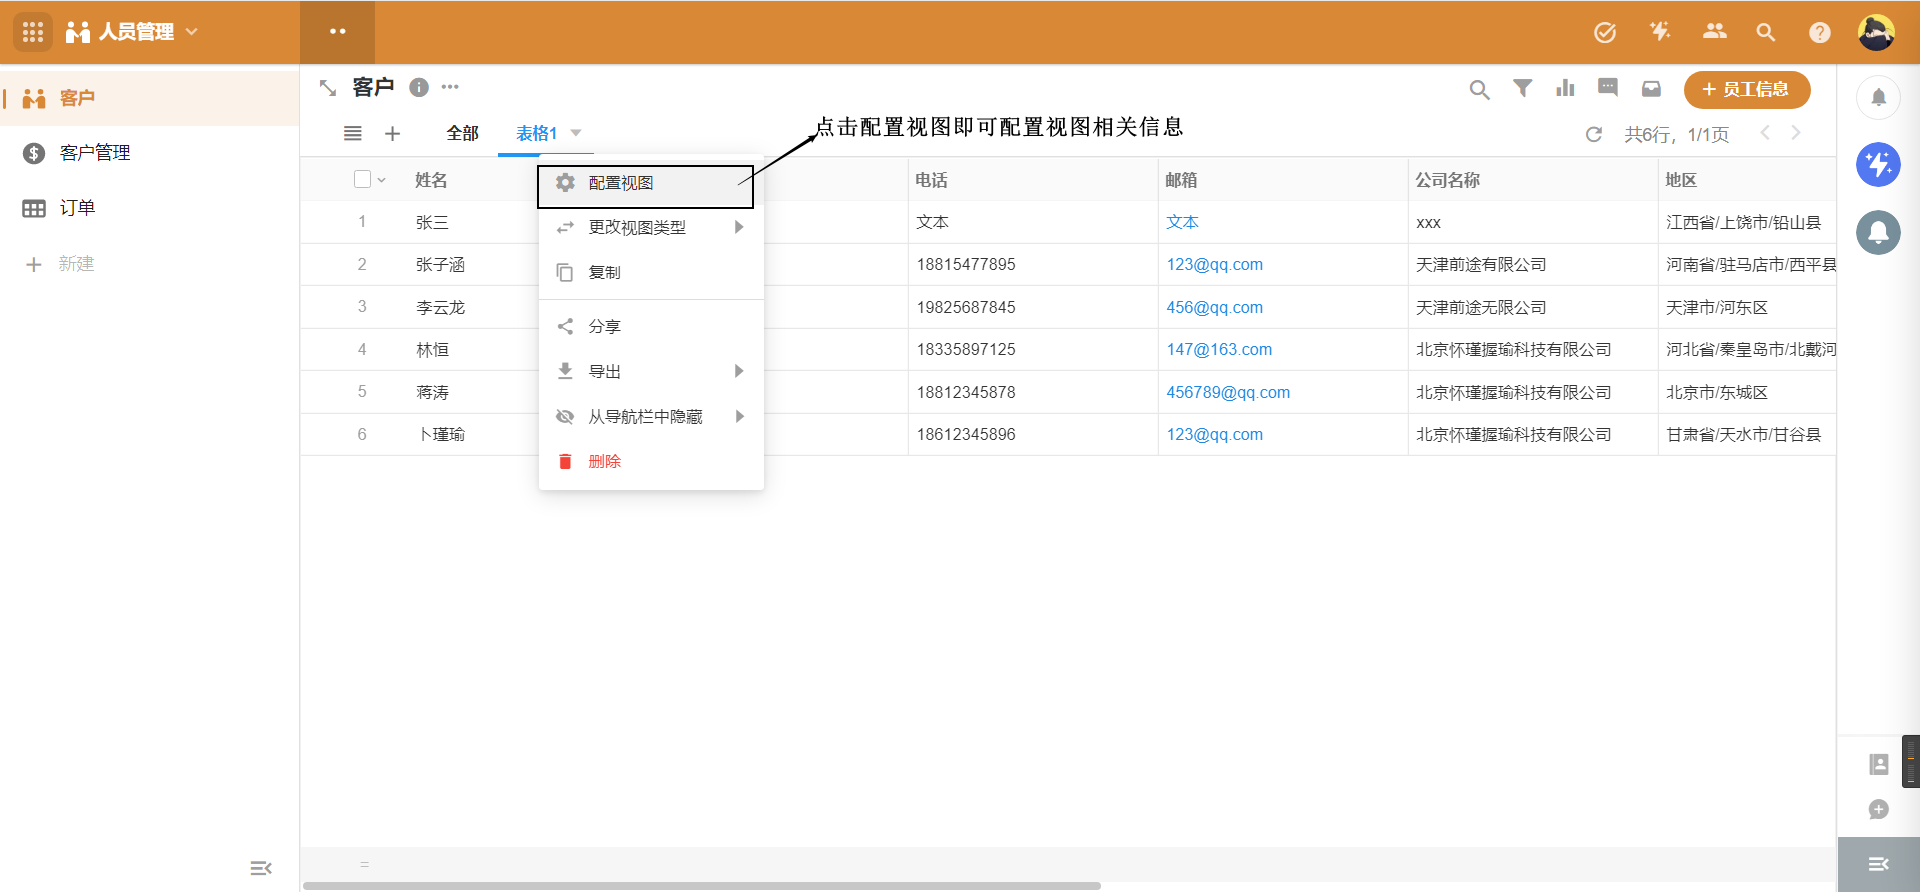 人员管理
客户
员工信息
客户
全部
表格1
点击配置视图即可配置视图相关信息
共6行，1/1页
客户管理
订单
新建
姓名
电话
邮箱
公司名称
地区
1 张三 文本 文本 xxx 江西省/上饶市/铅山县
2 张子涵 18815477895 123@qq.com 天津前途有限公司 河南省/驻马店市/西平县
3 李云龙 19825687845 456@qq.com 天津前途无限公司 天津市/河东区
4 林恒 18335897125 147@163.com 北京怀瑾握瑜科技有限公司 河北省/秦皇岛市/北戴河
5 蒋涛 18812345878 456789@qq.com 北京怀瑾握瑜科技有限公司 北京市/东城区
6 卜瑾瑜 18612345896 123@qq.com 北京怀瑾握瑜科技有限公司 甘肃省/天水市/甘谷县
配置视图
更改视图类型
复制
分享
导出
从导航栏中隐藏
删除
=